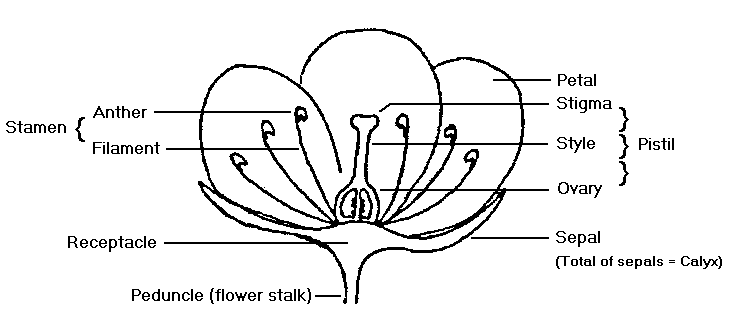 Petal
Anther
Stigma
Stamen {
Filament
Style
} Pistil
Ovary
Receptacle
Sepal
(Total of sepals = Calyx)
Peduncle (flower stalk)